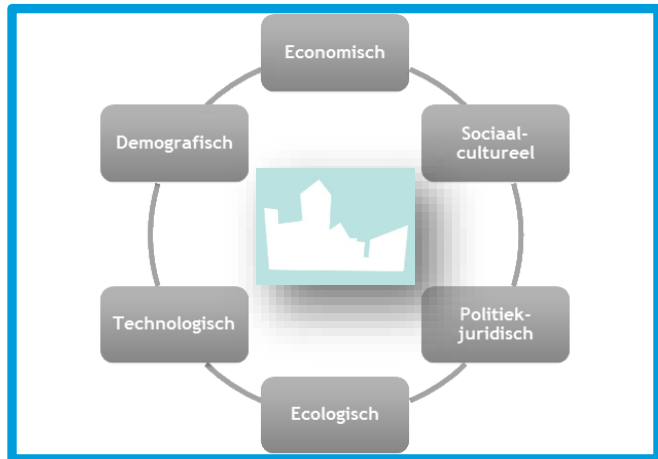 Economisch
Demografisch
Sociaal-
cultureel
Technologisch
Politiek-
juridisch
Ecologisch